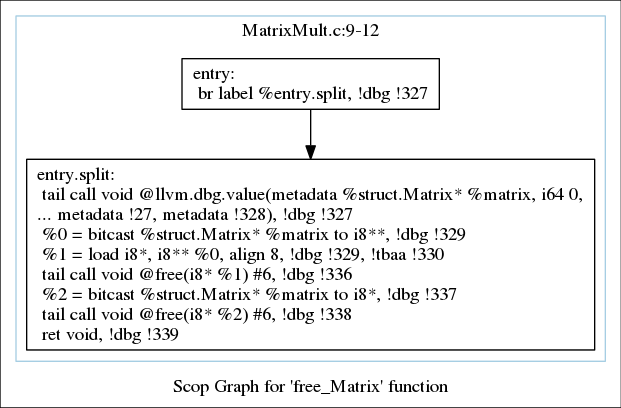 MatrixMult.c:9-12
entry:
br label %entry.split, !dbg !327
entry.split:
tail call void @llvm.dbg.value(metadata %struct.Matrix* %matrix, i64 0,
... metadata !27, metadata !328), !dbg !327
%0 = bitcast %struct.Matrix* %matrix to i8**, !dbg !329
%1 = load i8*, i8** %0, align 8, !dbg !329, !tbaa !330
tail call void @free(i8* %1) #6, !dbg !336
%2 = bitcast %struct.Matrix* %matrix to i8*, !dbg !337
tail call void @free(i8* %2) #6, !dbg !338
ret void, !dbg !339
Scop Graph for 'free_Matrix' function